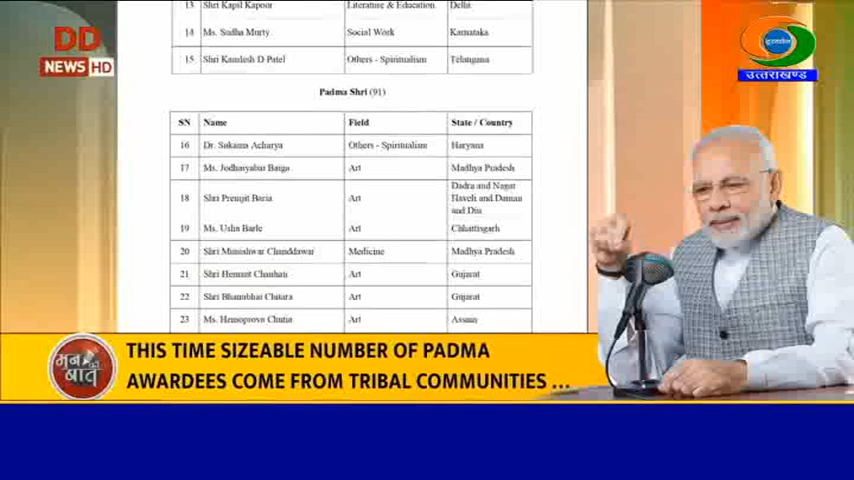 DD
NEWS HD
दूरदर्शन
उत्तराखण्ड
13 Shri Kapil Kapoor Literature & Education Delhi
14 Ms. Sudha Murty Social Work Karnataka
15 Shri Kamlesh D Patel Others - Spiritualism Telangana
Padma Shri (91)
SN Name Field State / Country
16 Dr. Sukama Acharya Others - Spiritualism Haryana
17 Ms. Jodhaiyabai Baiga Art Madhya Pradesh
18 Shri Premjit Baria Art Dadra and Nagar
Haveli and Daman
and Diu
19 Ms. Usha Barle Art Chhattisgarh
20 Shri Munishwar Chanddawar Medicine Madhya Pradesh
21 Shri Hemant Chauhan Art Gujarat
22 Shri Bhanubhai Chitara Art Gujarat
23 Ms. Hemoprova Chutia Art Assam
मन की
बात
THIS TIME SIZEABLE NUMBER OF PADMA
AWARDEES COME FROM TRIBAL COMMUNITIES ...